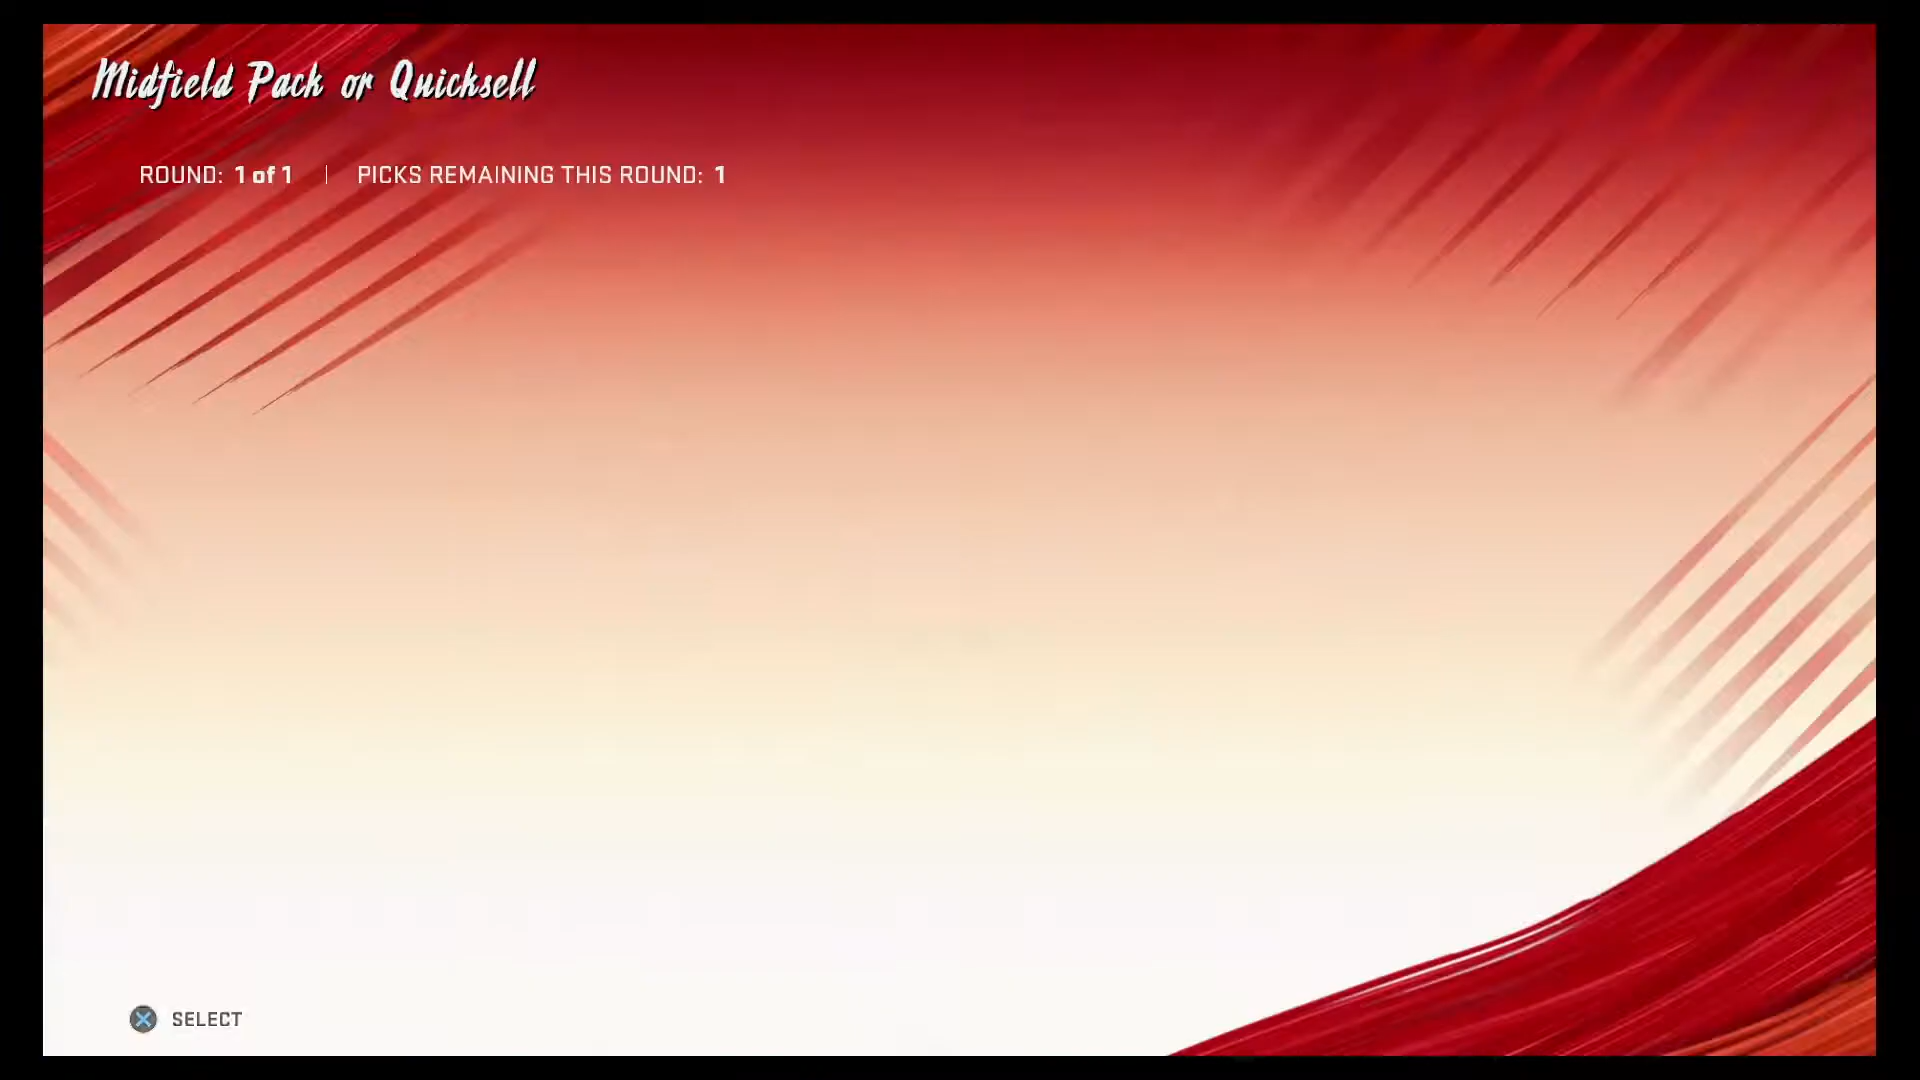 Midfield Pack or Quicksell
ROUND: 1 of 1 | PICKS REMAINING THIS ROUND: 1
SELECT